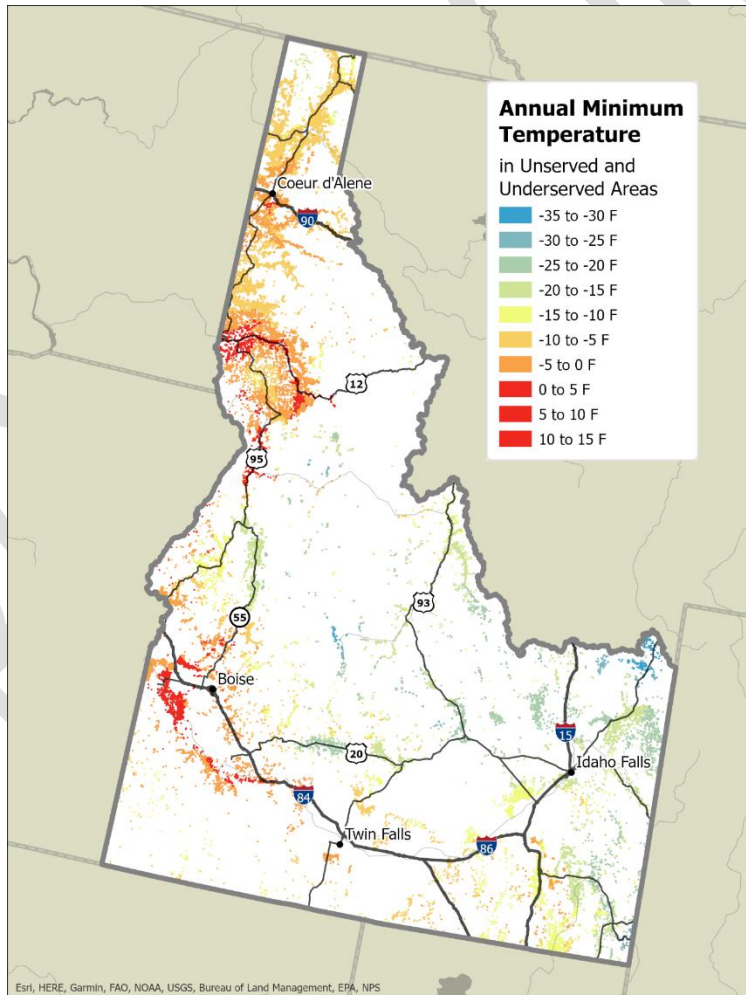 Annual Minimum
Temperature
in Unserved and
Underserved Areas
-35 to -30 F
-30 to -25 F
-25 to -20 F
-20 to -15 F
-15 to -10 F
-10 to -5 F
-5 to 0 F
0 to 5 F
5 to 10 F
10 to 15 F
Coeur d'Alene
90
12
95
93
55
Boise
15
20
Idaho Falls
84
Twin Falls
86
Esri, HERE, Garmin, FAO, NOAA, USGS, Bureau of Land Management, EPA, NPS